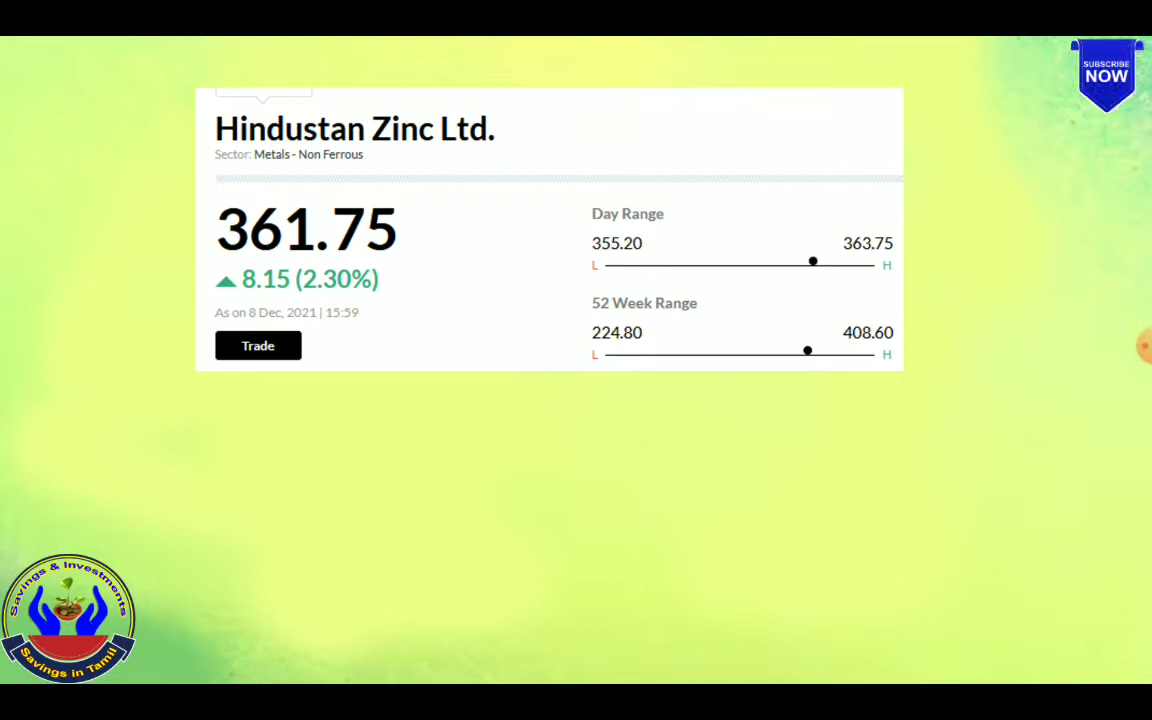 SUBSCRIBE
NOW
Hindustan Zinc Ltd.
Sector: Metals - Non Ferrous
361.75
8.15 (2.30%)
As on 8 Dec, 2021 | 15:59
Trade
Day Range
355.20 363.75
L H
52 Week Range
224.80 408.60
L H
Savings & Investments
Savings in Tamil